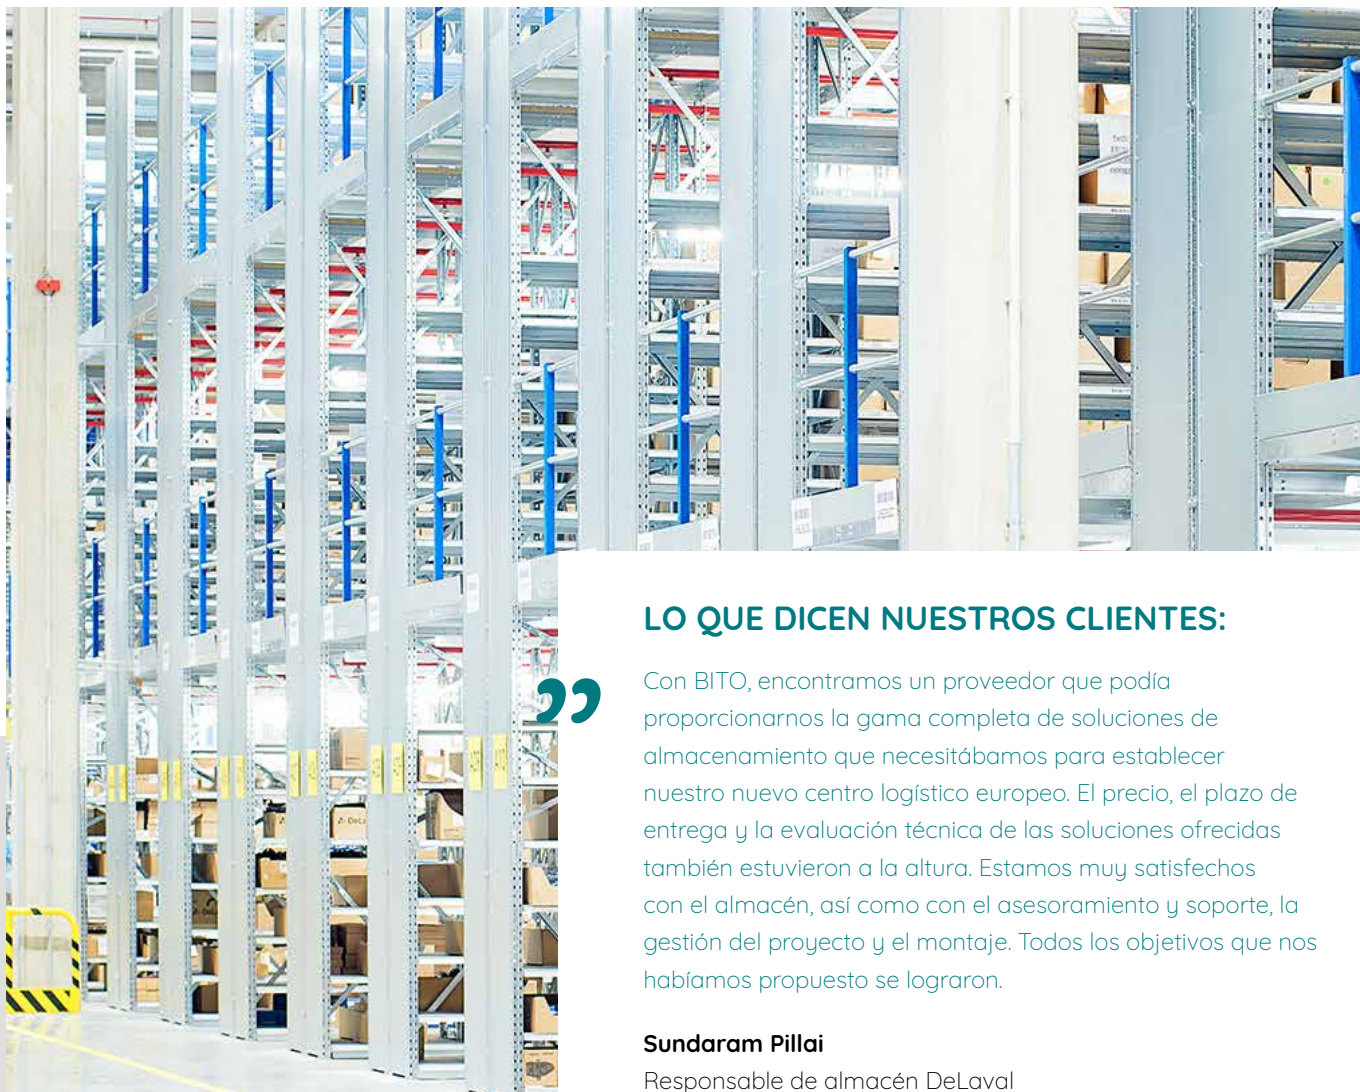 LO QUE DICEN NUESTROS CLIENTES:
”
Con BITO, encontramos un proveedor que podía
proporcionarnos la gama completa de soluciones de
almacenamiento que necesitábamos para establecer
nuestro nuevo centro logístico europeo. El precio, el plazo de
entrega y la evaluación técnica de las soluciones ofrecidas
también estuvieron a la altura. Estamos muy satisfechos
con el almacén, así como con el asesoramiento y soporte, la
gestión del proyecto y el montaje. Todos los objetivos que nos
habíamos propuesto se lograron.
Sundaram Pillai
Responsable de almacén DeLaval